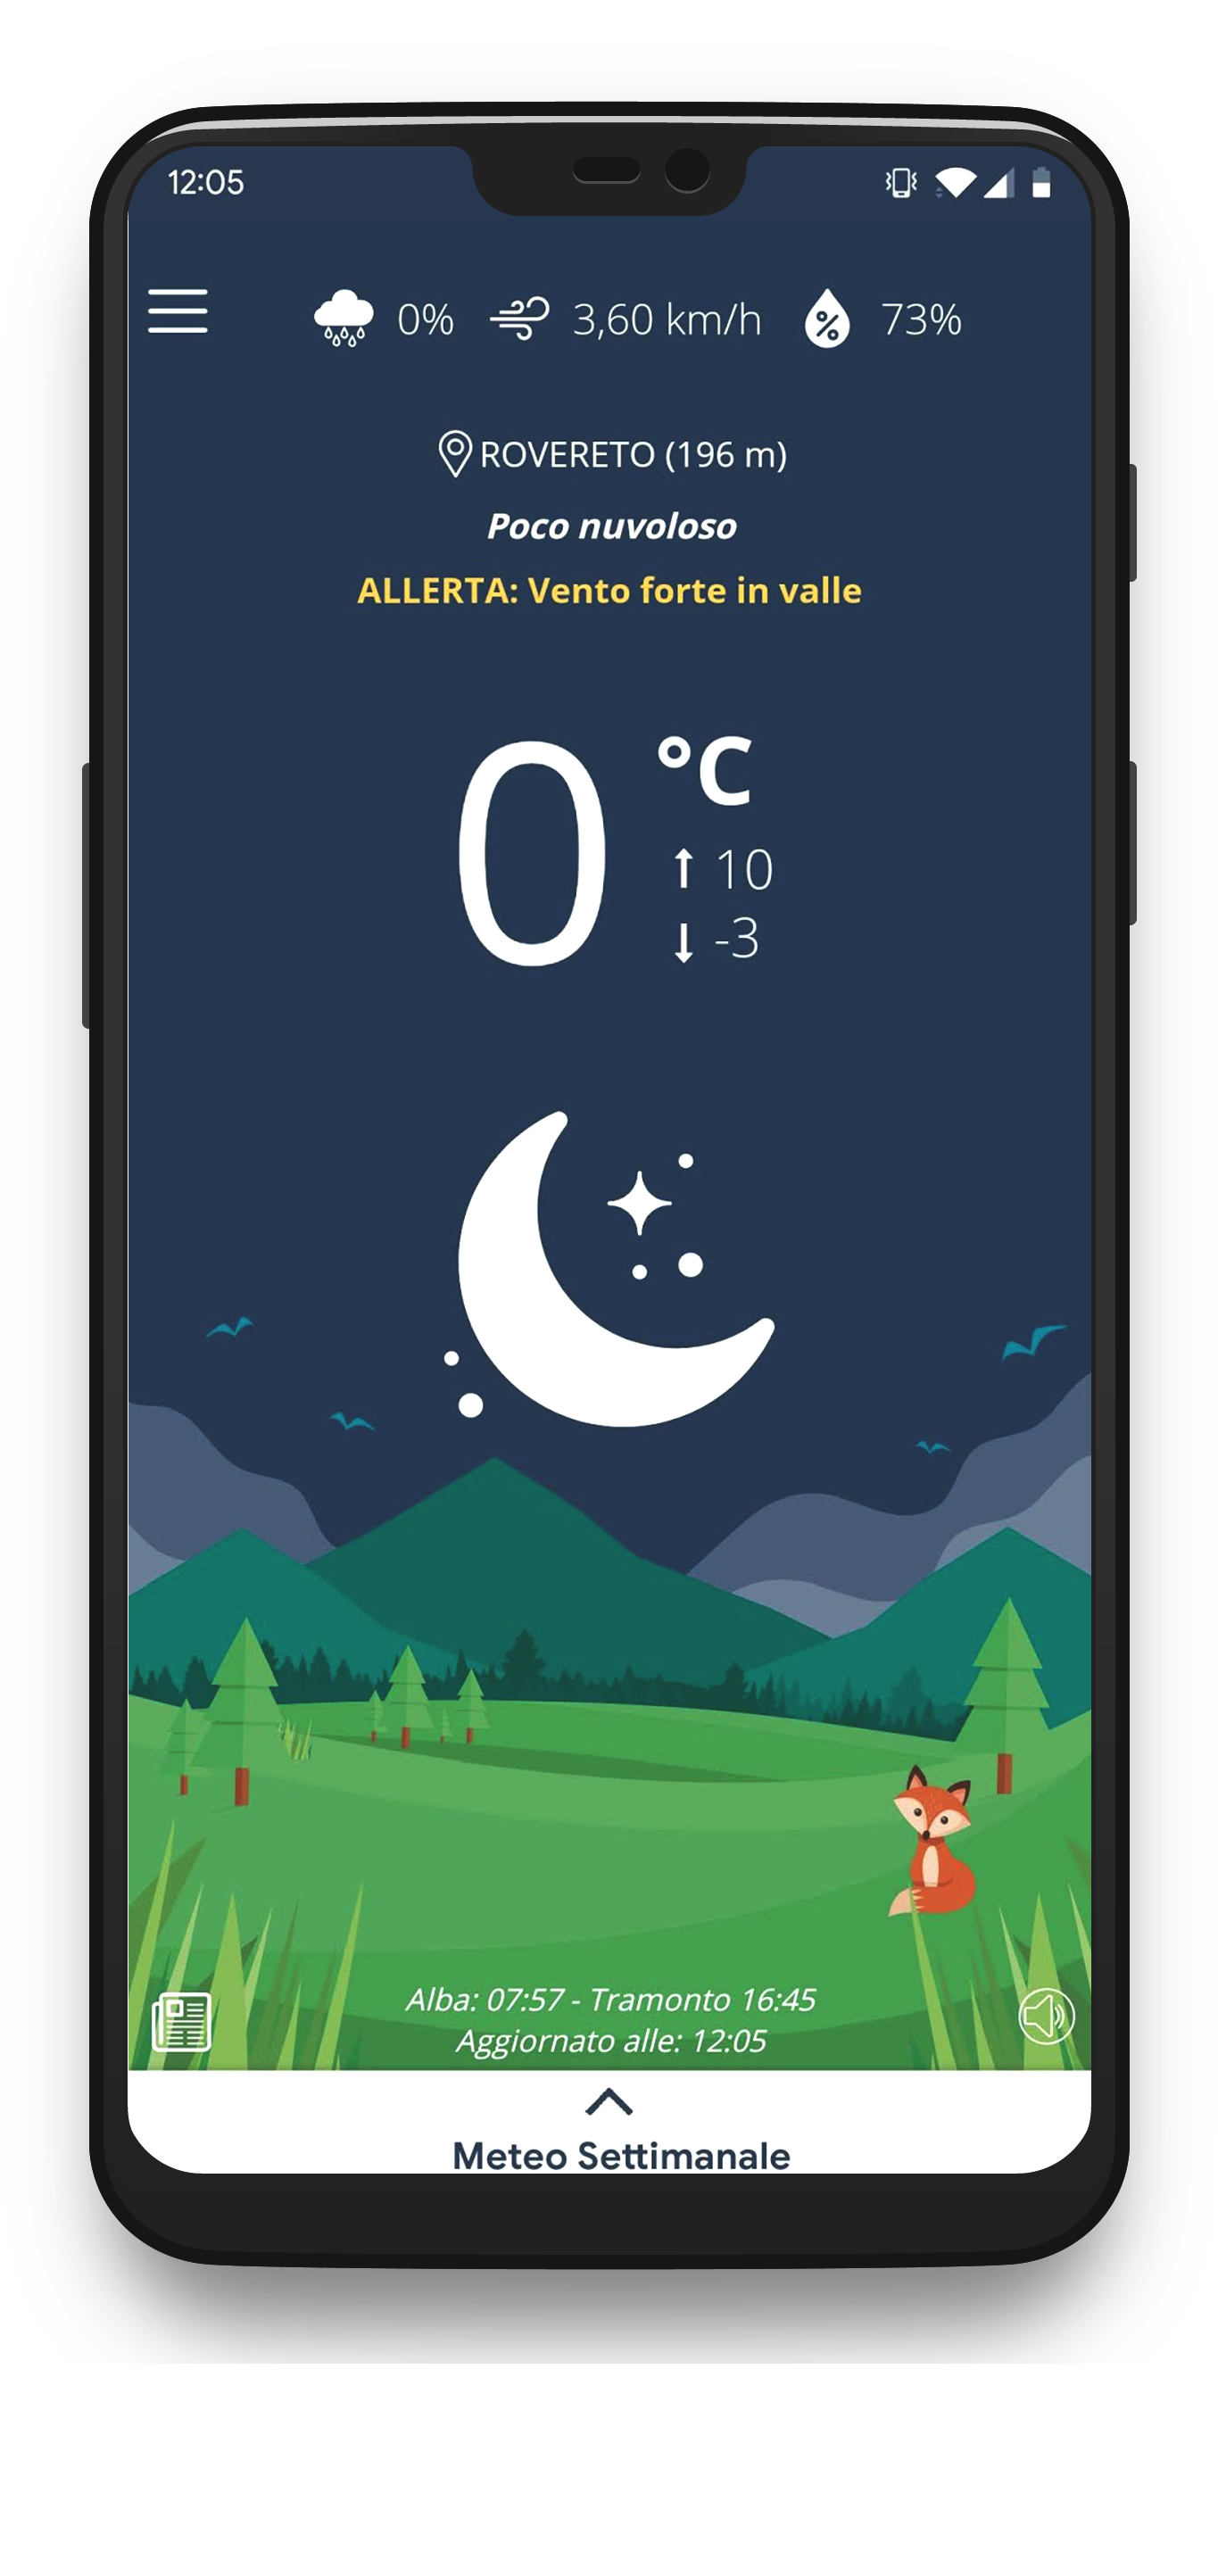 12:05
0% 3,60 km/h 73%
ROVERETO (196 m)
Poco nuvoloso
ALLERTA: Vento forte in valle
0 °C
↑ 10
↓ -3
Alba: 07:57 - Tramonto 16:45
Aggiornato alle: 12:05
Meteo Settimanale